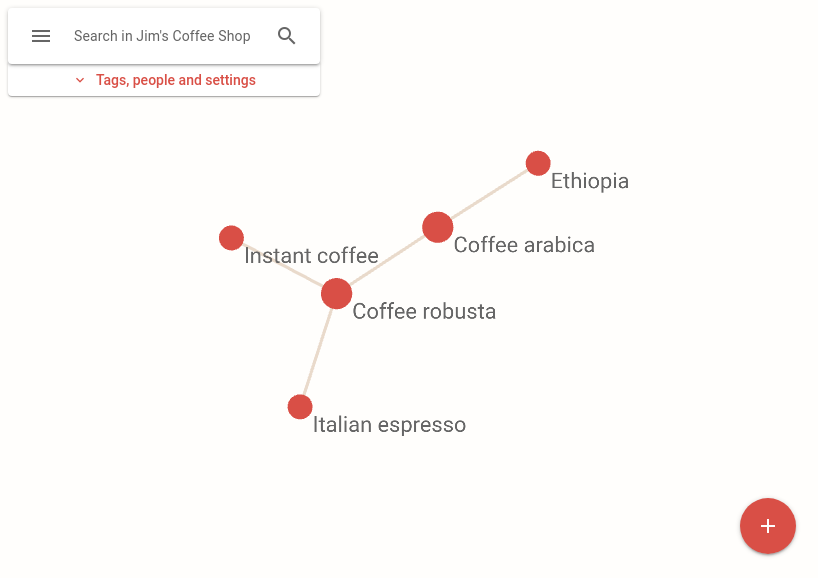 Search in Jim's Coffee Shop
Tags, people and settings
Ethiopia
Coffee arabica
Instant coffee
Coffee robusta
Italian espresso